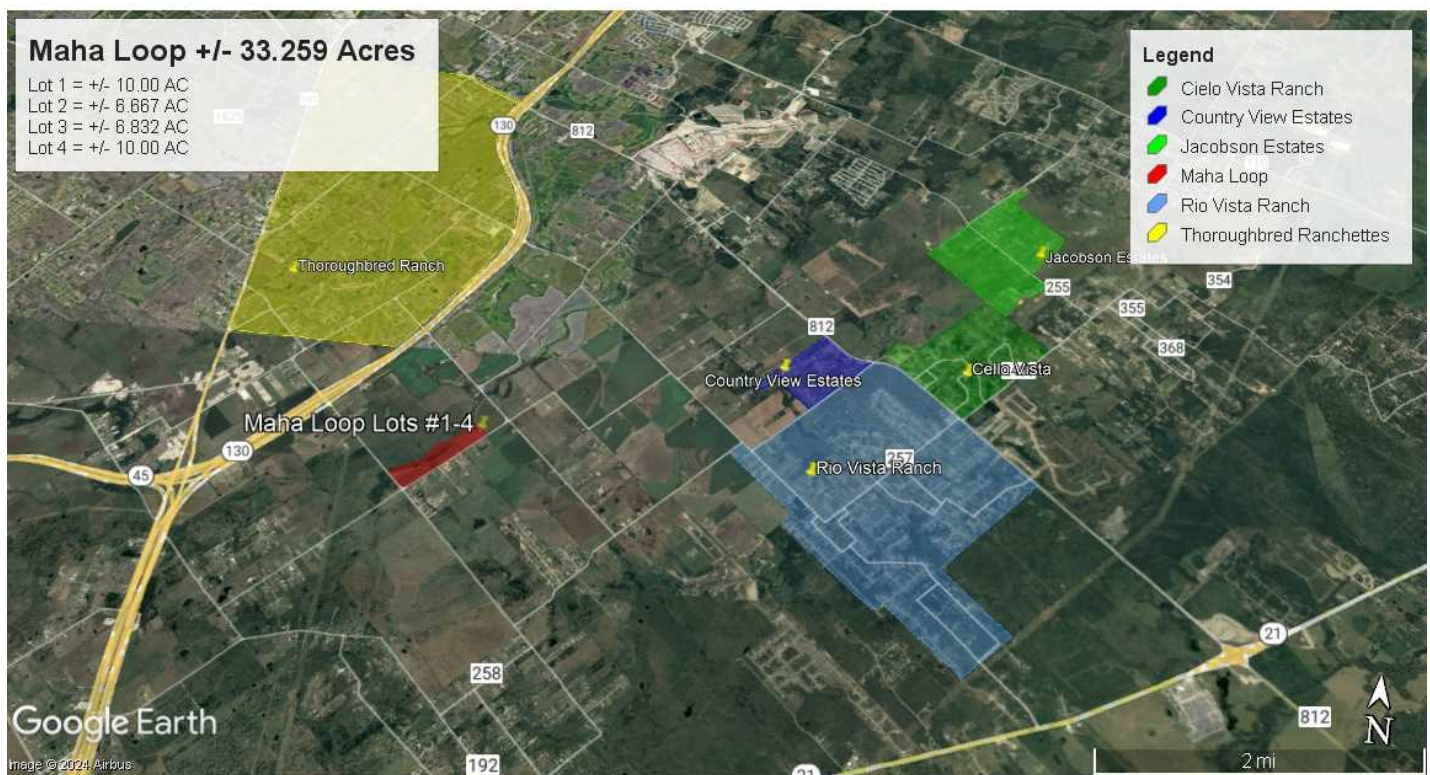 Maha Loop +/- 33.259 Acres
Lot 1 = +/- 10.00 AC
Lot 2 = +/- 6.667 AC
Lot 3 = +/- 6.832 AC
Lot 4 = +/- 10.00 AC
Legend
Cielo Vista Ranch
Country View Estates
Jacobson Estates
Maha Loop
Rio Vista Ranch
Thoroughbred Ranchettes
130
812
Thoroughbred Ranch
Jacobson Es
255
354
355
812
368
Country View Estates
Cello Vista
Maha Loop Lots #1-4
130
45
257
Rio Vista Ranch
21
258
812
N
Google Earth
Image © 2024 Airbus
192
21
2 mi